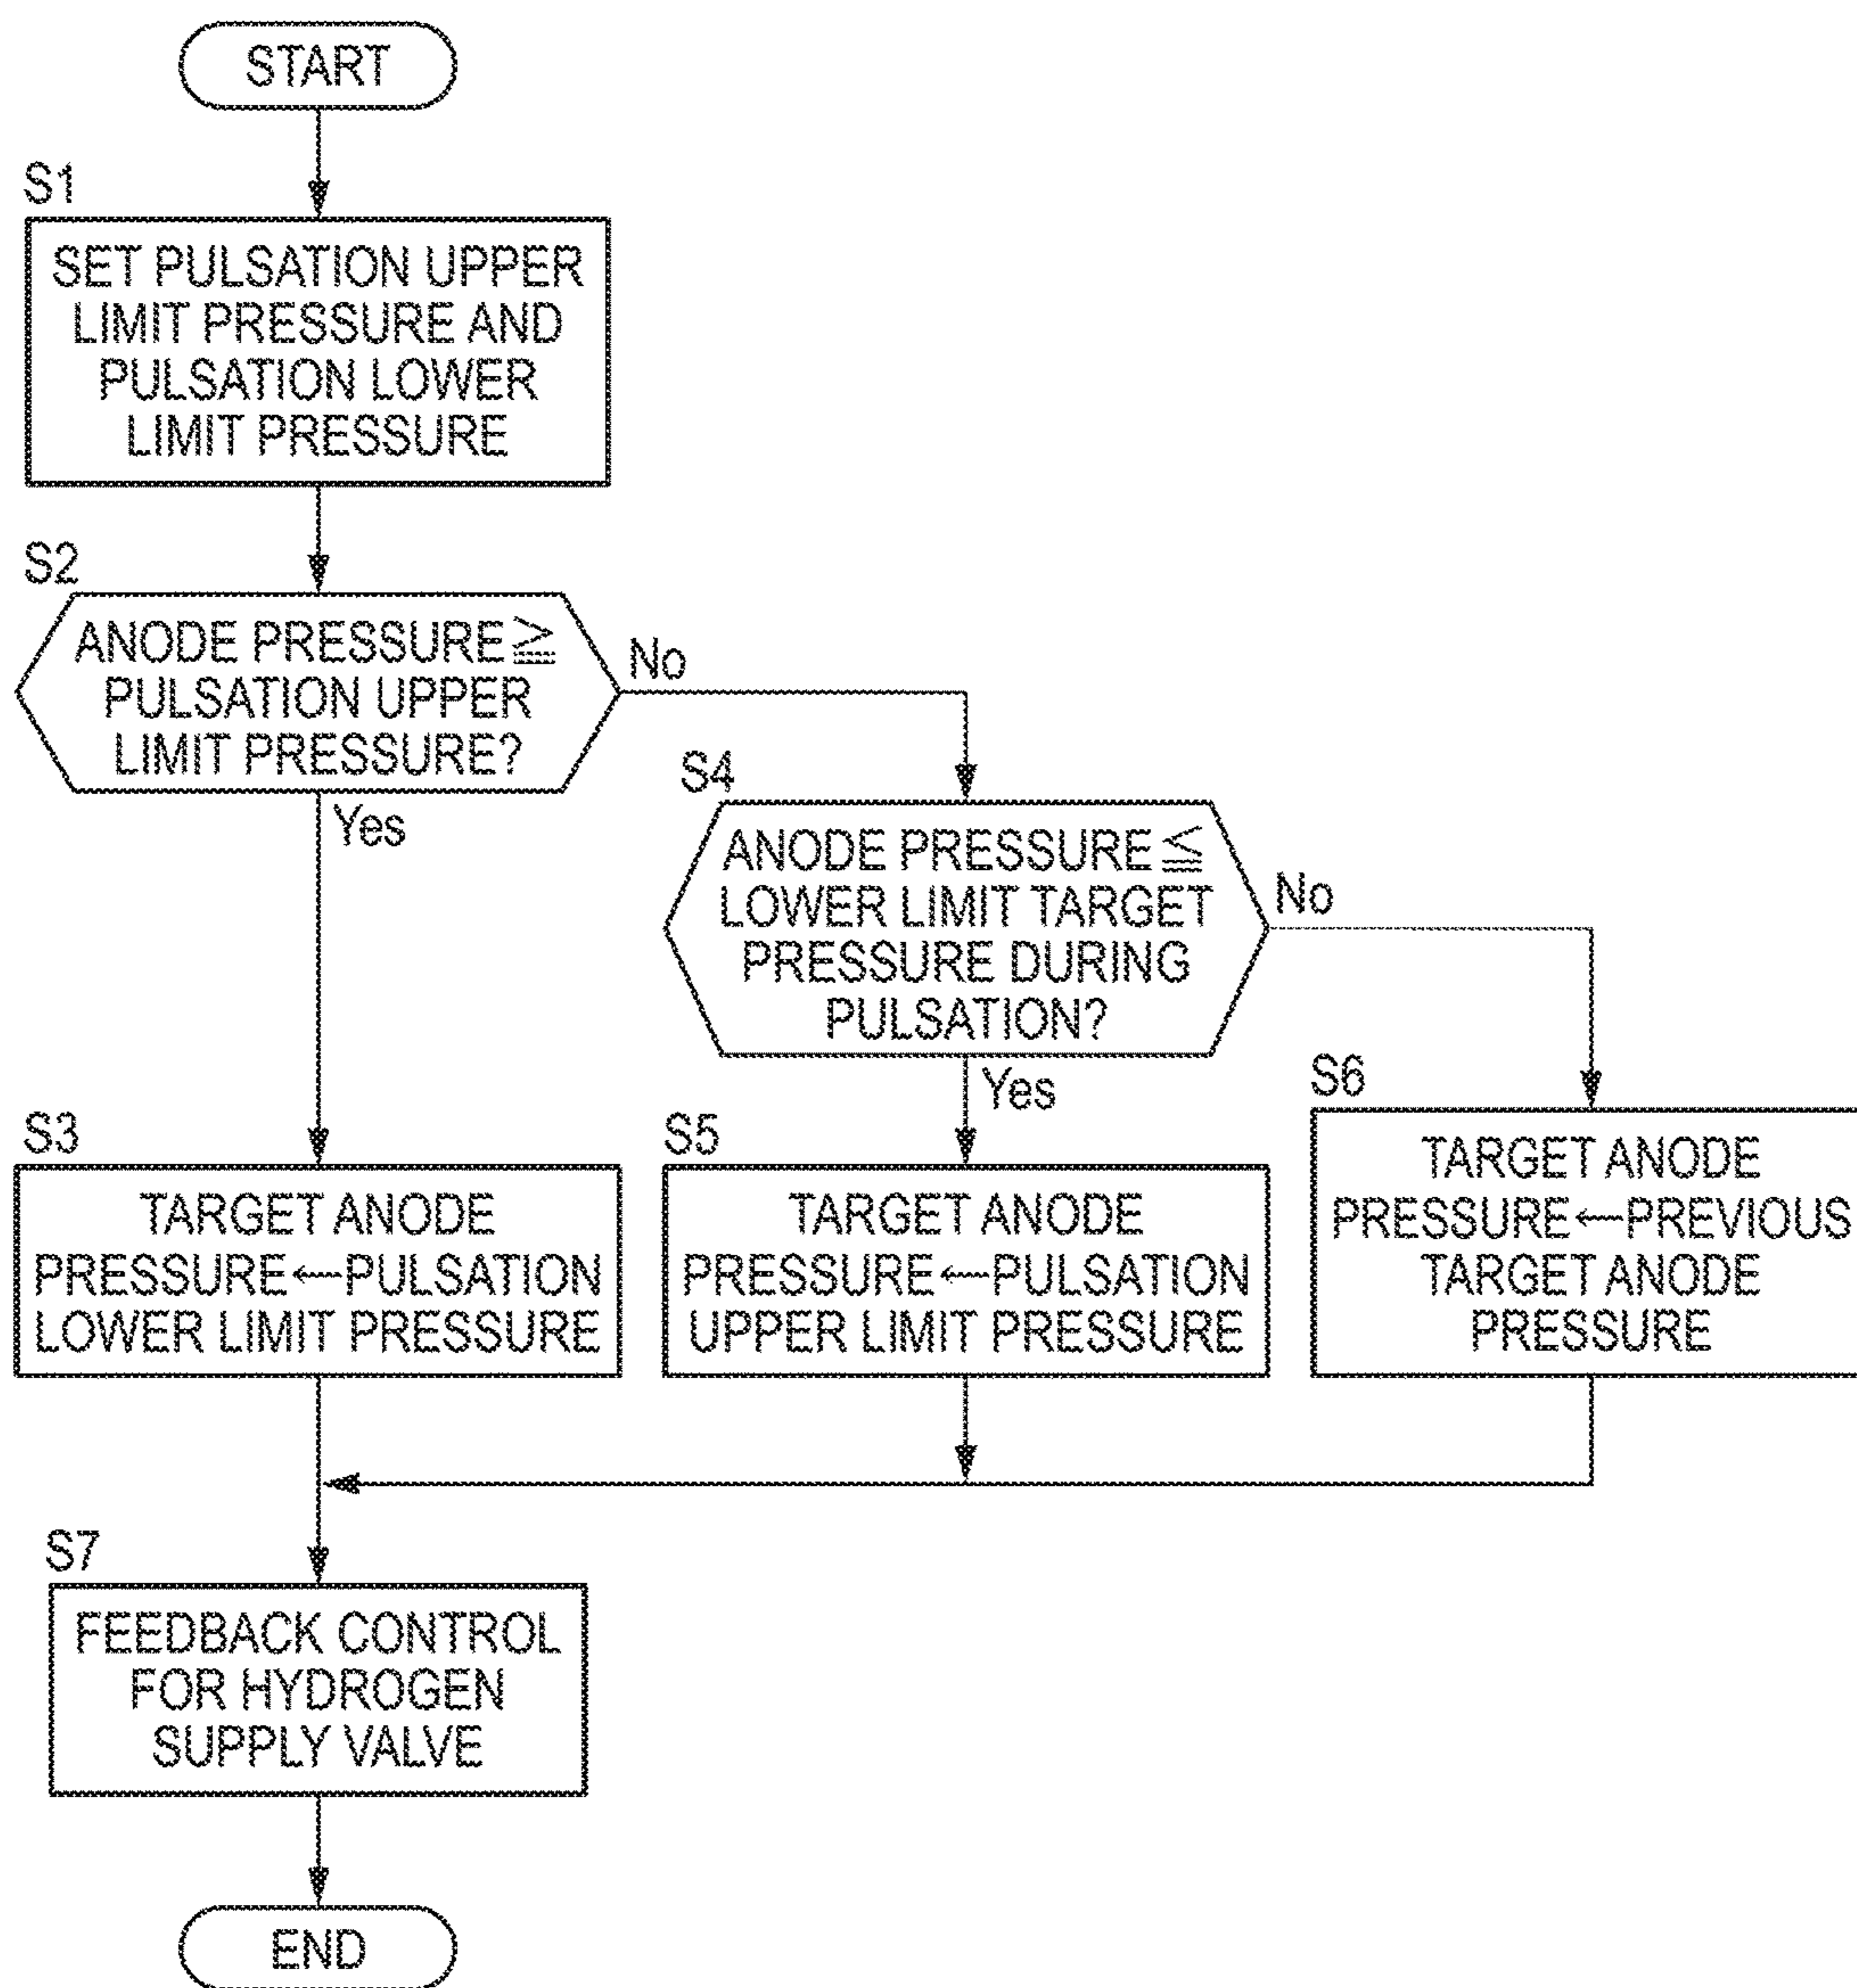 START
S1
SET PULSATION UPPER
LIMIT PRESSURE AND
PULSATION LOWER
LIMIT PRESSURE
S2
ANODE PRESSURE ≧
PULSATION UPPER
LIMIT PRESSURE?
No
Yes
S4
ANODE PRESSURE ≦
LOWER LIMIT TARGET
PRESSURE DURING
PULSATION?
No
Yes
S3
TARGET ANODE
PRESSURE←PULSATION
LOWER LIMIT PRESSURE
S5
TARGET ANODE
PRESSURE←PULSATION
UPPER LIMIT PRESSURE
S6
TARGET ANODE
PRESSURE←PREVIOUS
TARGET ANODE
PRESSURE
S7
FEEDBACK CONTROL
FOR HYDROGEN
SUPPLY VALVE
END